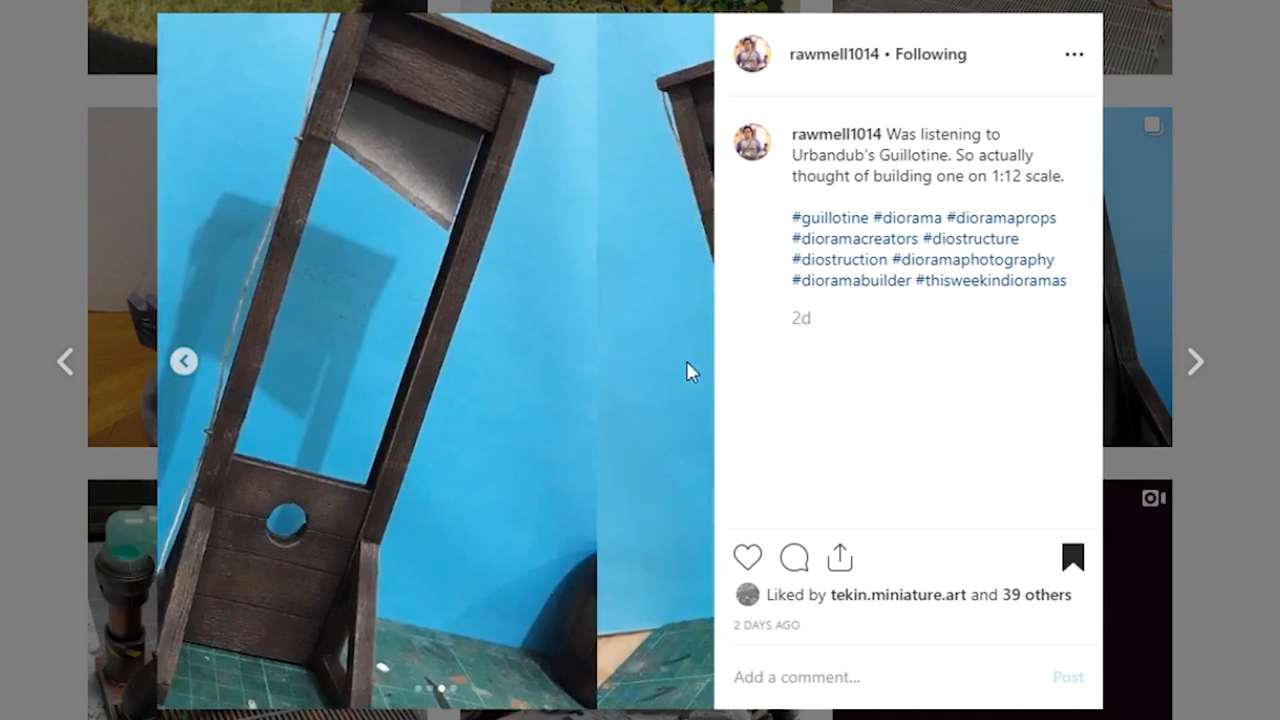 rawmell1014 • Following
rawmell1014 Was listening to
Urbandub's Guillotine. So actually
thought of building one on 1:12 scale.
#guillotine #diorama #dioramaprops
#dioramacreators #diostructure
#diostruction #dioramaphotography
#dioramabuilder #thisweekindioramas
2d
Liked by tekin.miniature.art and 39 others
2 DAYS AGO
Add a comment...
Post